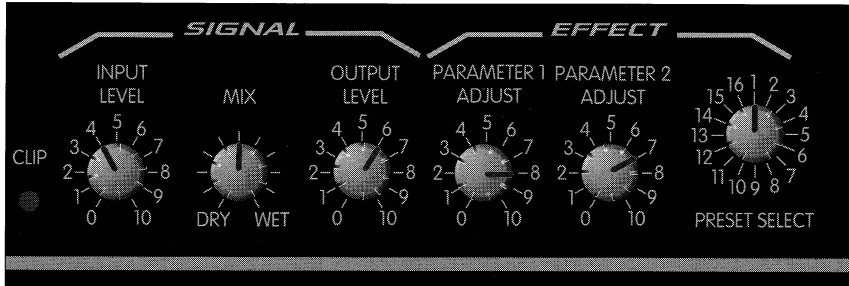 SIGNAL EFFECT
INPUT LEVEL
MIX
OUTPUT LEVEL
PARAMETER 1 ADJUST
PARAMETER 2 ADJUST
CLIP
0 1 2 3 4 5 6 7 8 9 10
DRY WET
0 1 2 3 4 5 6 7 8 9 10
0 1 2 3 4 5 6 7 8 9 10
0 1 2 3 4 5 6 7 8 9 10
1 2 3 4 5 6 7 8 9 10 11 12 13 14 15 16
PRESET SELECT